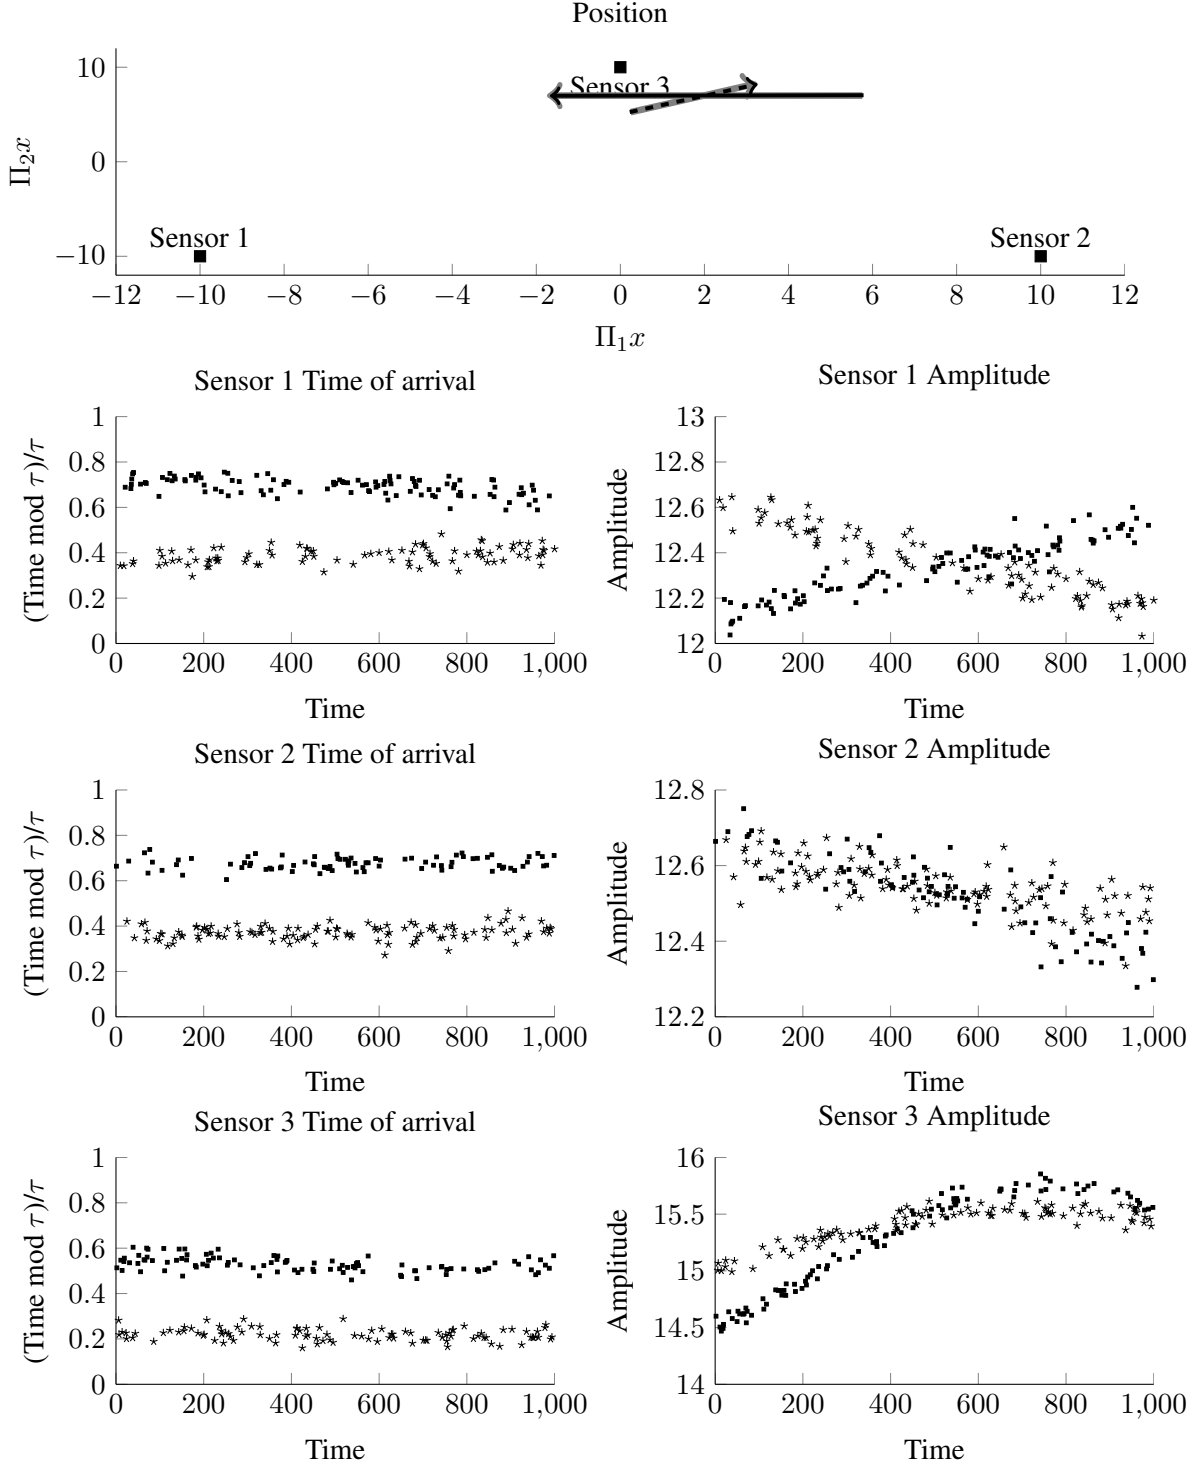 Position
10
Sensor 3
Π₂x
0
Sensor 1
Sensor 2
−10
−12 −10 −8 −6 −4 −2 0 2 4 6 8 10 12
Π₁x
Sensor 1 Time of arrival
(Time mod τ)/τ
1
0.8
0.6
0.4
0.2
0
0 200 400 600 800 1,000
Time
Sensor 1 Amplitude
Amplitude
13
12.8
12.6
12.4
12.2
12
0 200 400 600 800 1,000
Time
Sensor 2 Time of arrival
(Time mod τ)/τ
1
0.8
0.6
0.4
0.2
0
0 200 400 600 800 1,000
Time
Sensor 2 Amplitude
Amplitude
12.8
12.6
12.4
12.2
0 200 400 600 800 1,000
Time
Sensor 3 Time of arrival
(Time mod τ)/τ
1
0.8
0.6
0.4
0.2
0
0 200 400 600 800 1,000
Time
Sensor 3 Amplitude
Amplitude
16
15.5
15
14.5
14
0 200 400 600 800 1,000
Time